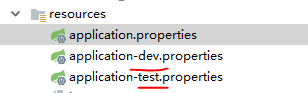 resources
application.properties
application-dev.properties
application-test.properties